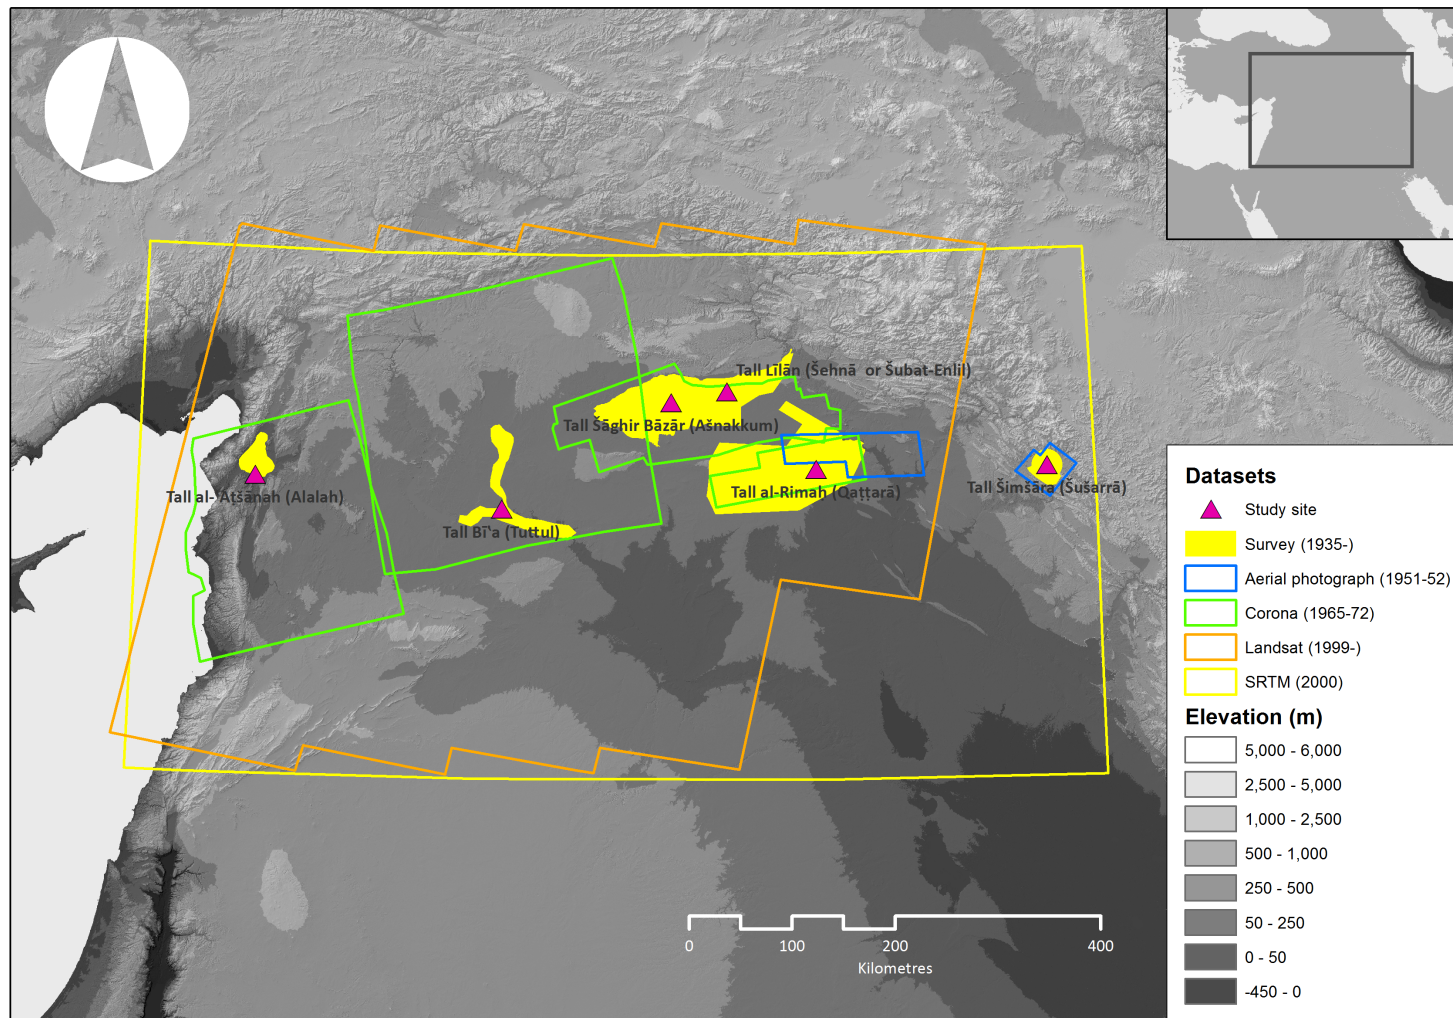 Tall Līlān (Šehnā  or Šubat-Enlil)
Tall Šāghir Bāzār (Ašnakkum)
Tall al-Rimah (Qaṭṭarā)
Tall Šimšāra (Šušarrā)
Tall al-ʿAṭšānah (Alalah)
Tall Bīʿa (Tuttul)
Datasets
Study site
Survey (1935-)
Aerial photograph (1951-52)
Corona (1965-72)
Landsat (1999-)
SRTM (2000)
Elevation (m)
5,000 - 6,000
2,500 - 5,000
1,000 - 2,500
500 - 1,000
250 - 500
50 - 250
0 - 50
-450 - 0
0 100 200 400
Kilometres